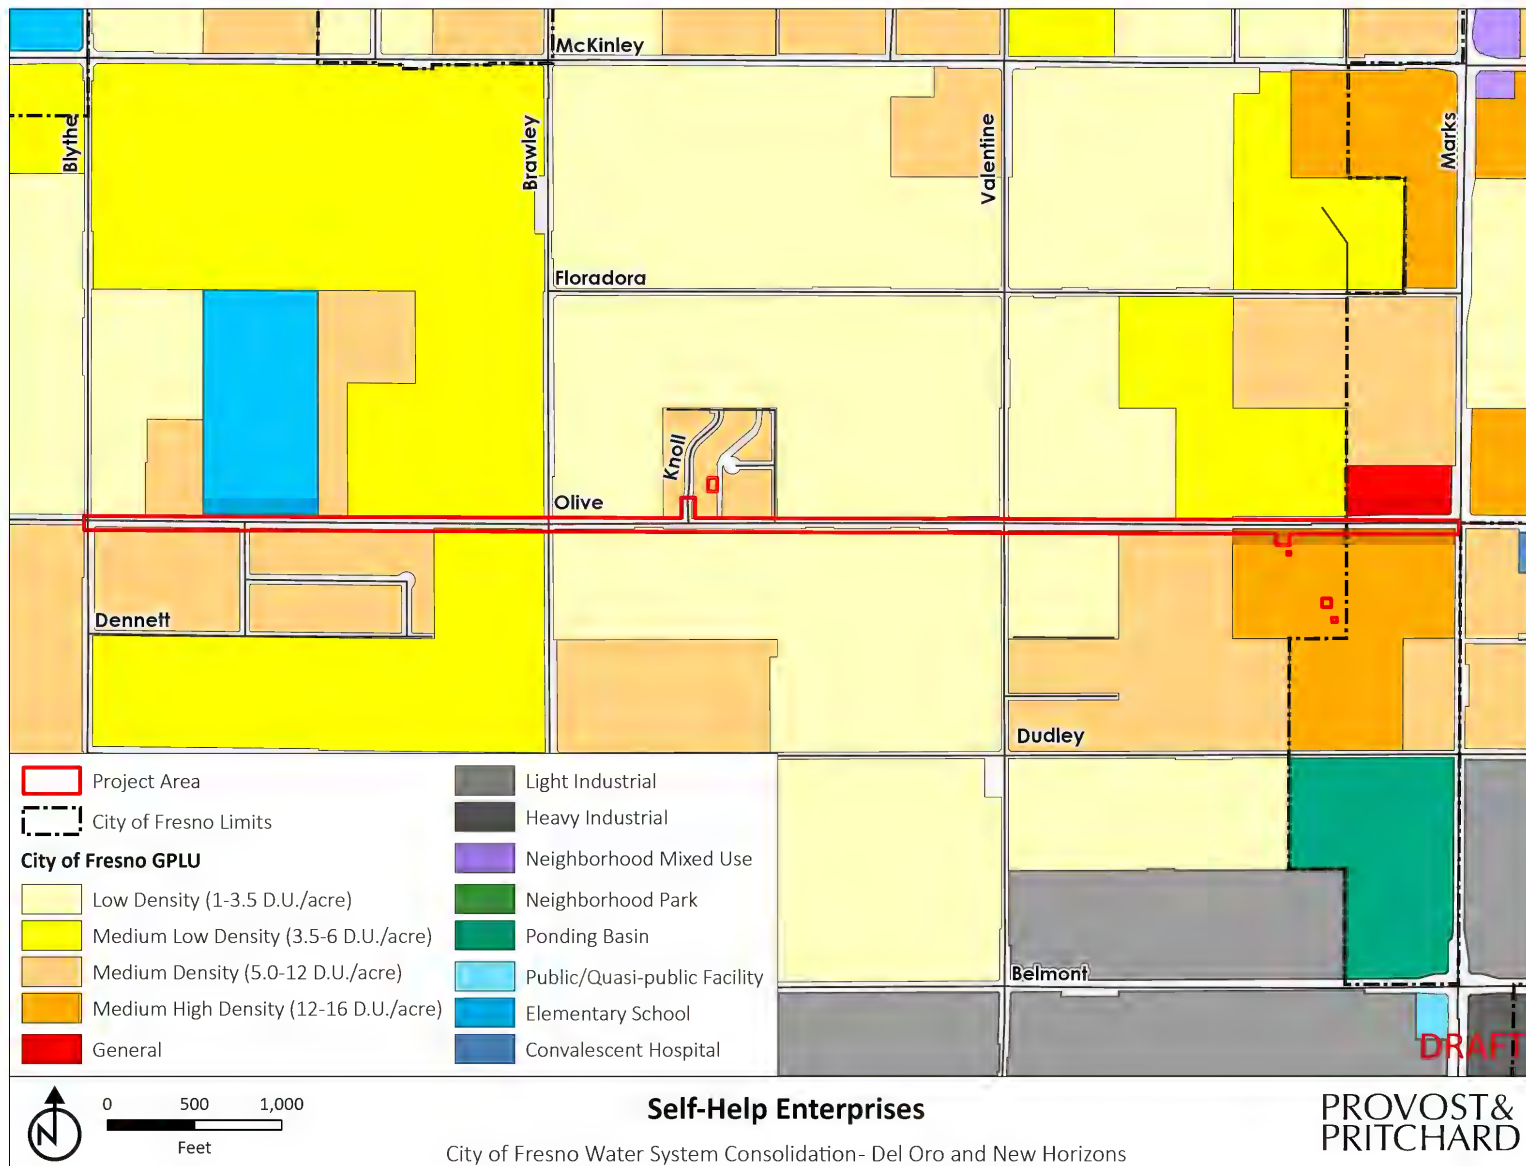 McKinley
Blythe
Brawley
Valentine
Marks
Floradora
Knoll
Olive
Dennett
Dudley
Belmont
Project Area
City of Fresno Limits
City of Fresno GPLU
Low Density (1-3.5 D.U./acre)
Medium Low Density (3.5-6 D.U./acre)
Medium Density (5.0-12 D.U./acre)
Medium High Density (12-16 D.U./acre)
General
Light Industrial
Heavy Industrial
Neighborhood Mixed Use
Neighborhood Park
Ponding Basin
Public/Quasi-public Facility
Elementary School
Convalescent Hospital
DRAFT
N
0 500 1,000
Feet
Self-Help Enterprises
City of Fresno Water System Consolidation- Del Oro and New Horizons
PROVOST&
PRITCHARD